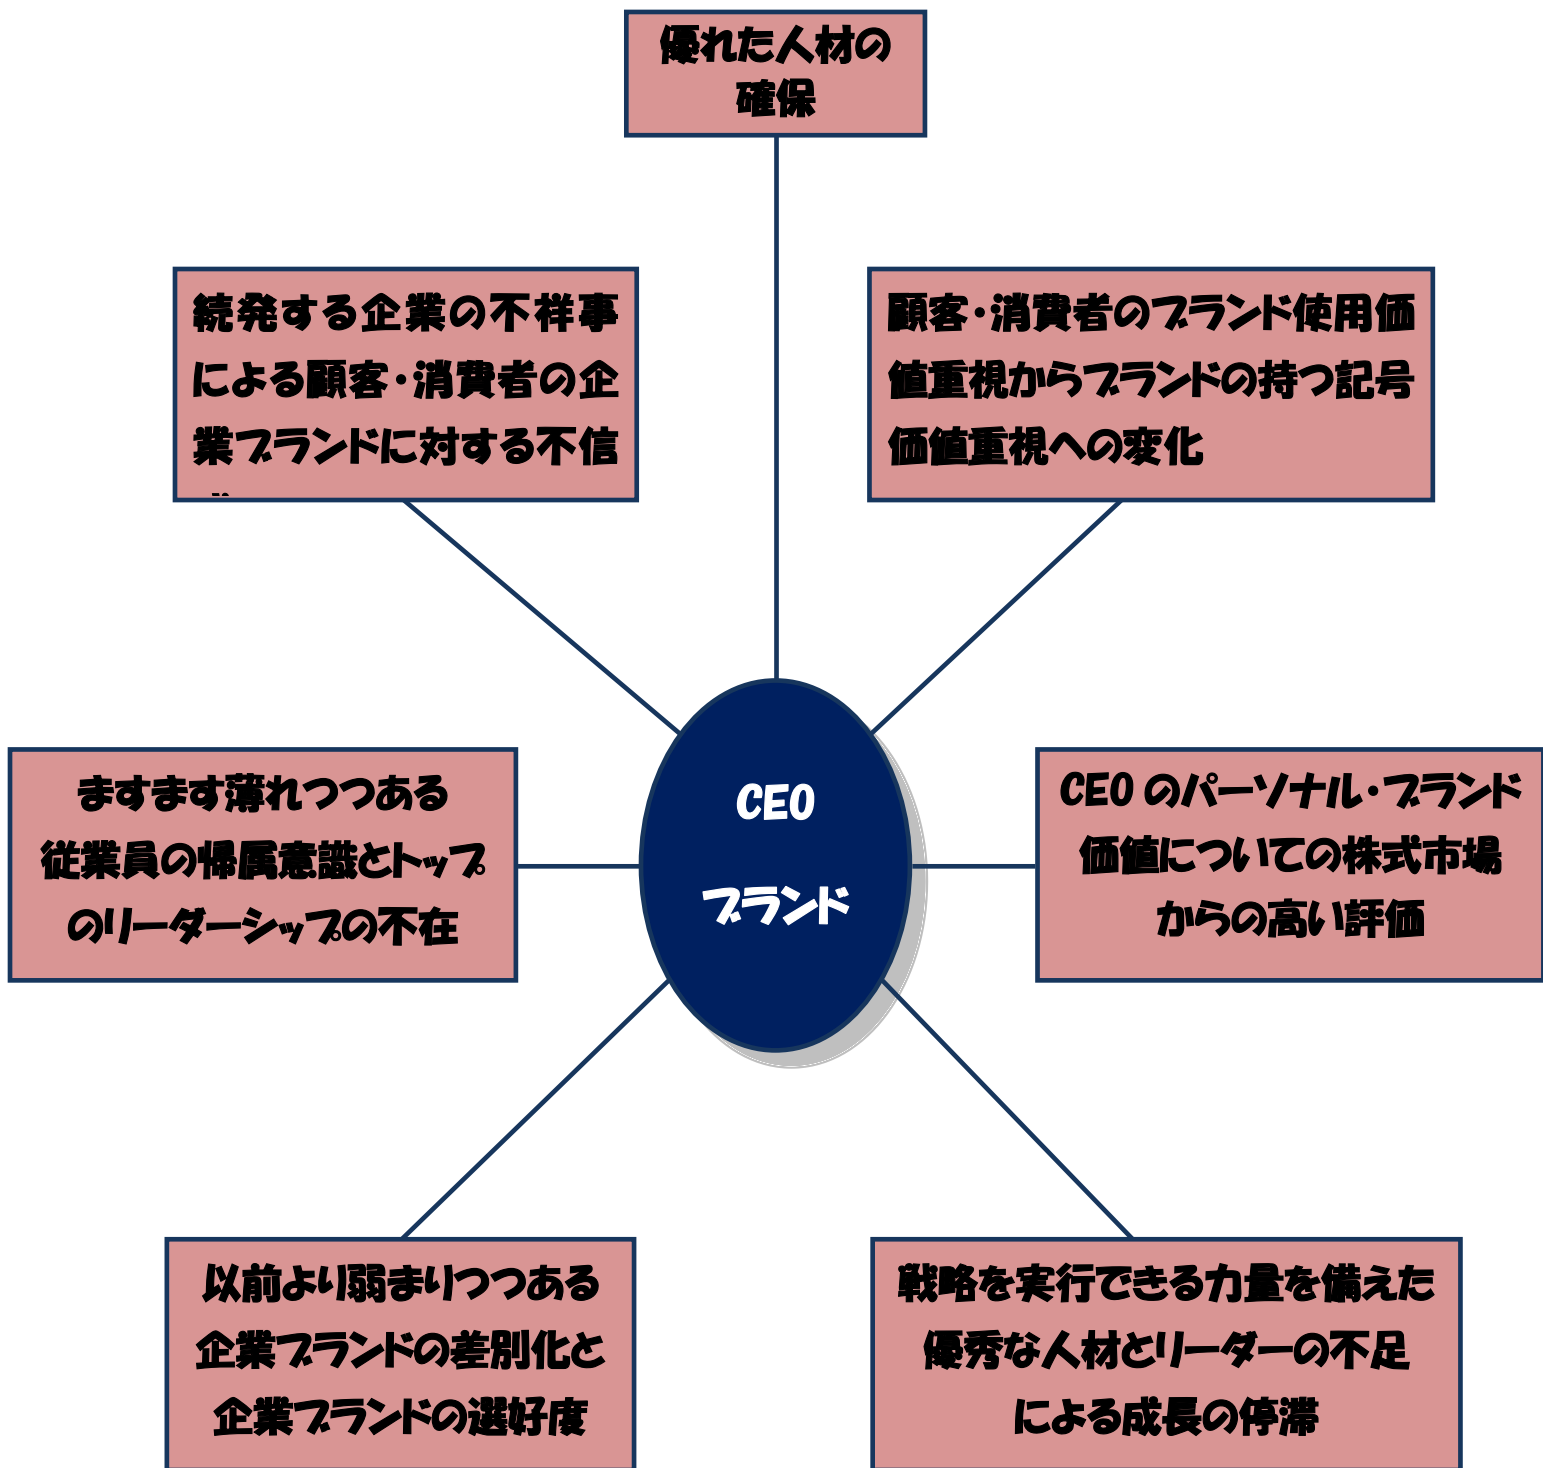 優れた人材の
確保
続発する企業の不祥事
による顧客・消費者の企
業ブランドに対する不信
顧客・消費者のブランド使用価
値重視からブランドの持つ記号
価値重視への変化
ますます薄れつつある
従業員の帰属意識とトップ
のリーダーシップの不在
CEO
ブランド
CEOのパーソナル・ブランド
価値についての株式市場
からの高い評価
以前より弱まりつつある
企業ブランドの差別化と
企業ブランドの選好度
戦略を実行できる力量を備えた
優秀な人材とリーダーの不足
による成長の停滞